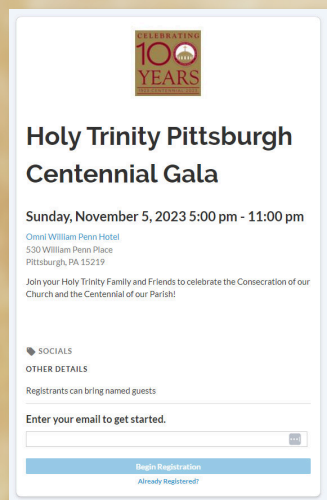 CELEBRATING
100
YEARS
Holy Trinity Pittsburgh
Centennial Gala
Sunday, November 5, 2023 5:00 pm - 11:00 pm
Omni William Penn Hotel
530 William Penn Place
Pittsburgh, PA 15219
Join your Holy Trinity Family and Friends to celebrate the Consecration of our
Church and the Centennial of our Parish!
SOCIALS
OTHER DETAILS
Registrants can bring named guests
Enter your email to get started.
Begin Registration
Already Registered?